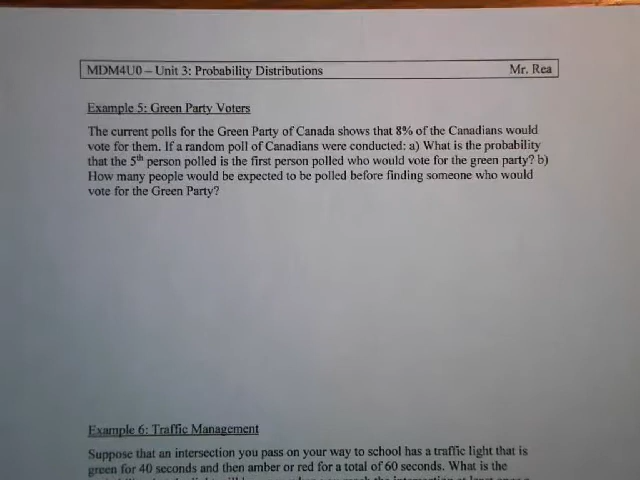 MDM4U0 – Unit 3: Probability Distributions Mr. Rea
Example 5: Green Party Voters
The current polls for the Green Party of Canada shows that 8% of the Canadians would
vote for them. If a random poll of Canadians were conducted: a) What is the probability
that the 5th person polled is the first person polled who would vote for the green party? b)
How many people would be expected to be polled before finding someone who would
vote for the Green Party?
Example 6: Traffic Management
Suppose that an intersection you pass on your way to school has a traffic light that is
green for 40 seconds and then amber or red for a total of 60 seconds. What is the